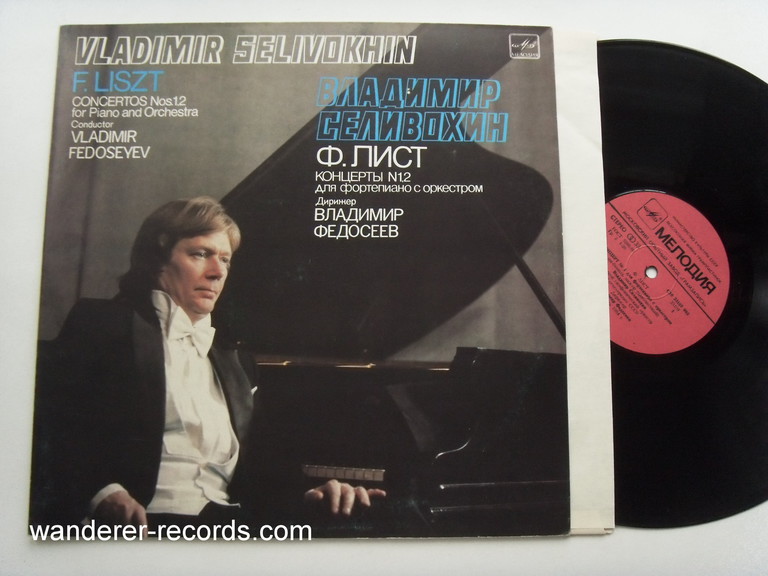 VLADIMIR SELIVOKHIN
F. LISZT
CONCERTOS Nos.1.2
for Piano and Orchestra
Conductor
VLADIMIR
FEDOSEYEV
ВЛАДИМИР
СЕЛИВОХИН
Ф. ЛИСТ
КОНЦЕРТЫ N1,2
для фортепиано с оркестром
Дирижер
ВЛАДИМИР
ФЕДОСЕЕВ
МЕЛОДИЯ
wanderer-records.com